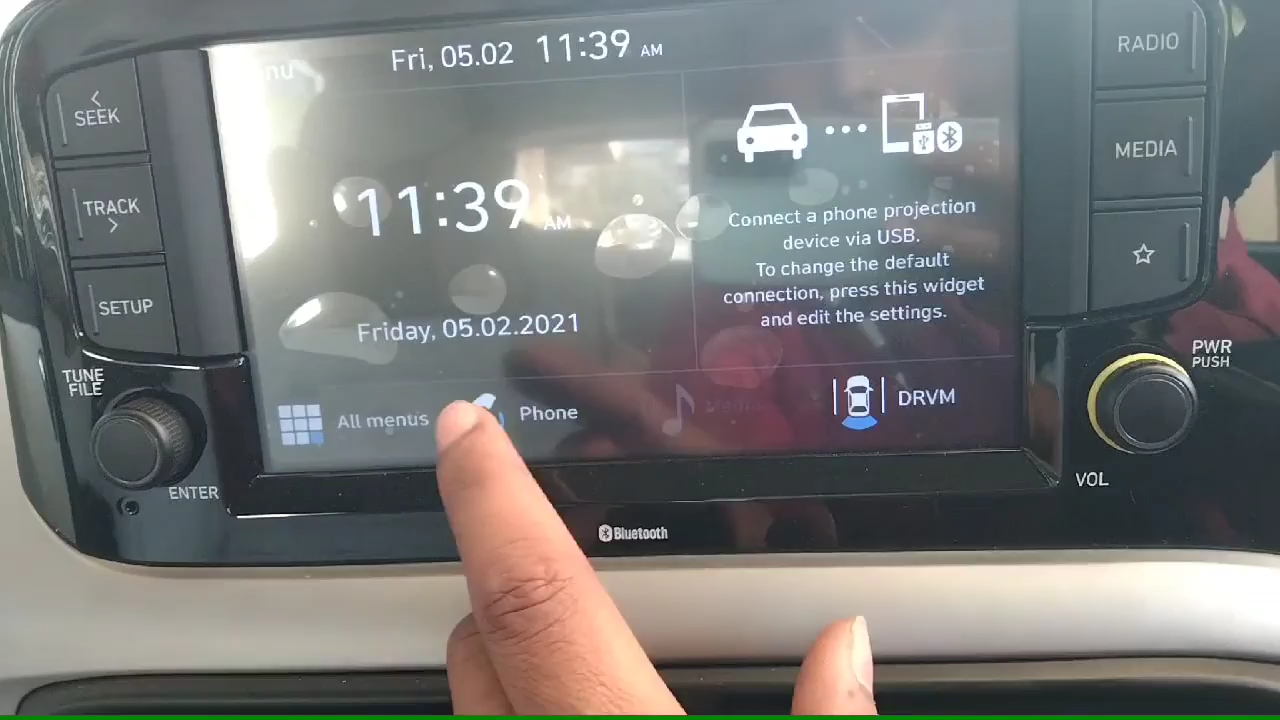 Fri, 05.02 11:39 AM
11:39 AM
Friday, 05.02.2021
Connect a phone projection
device via USB.
To change the default
connection, press this widget
and edit the settings.
All menus
Phone
Media
DRVM
SEEK
TRACK
SETUP
TUNE
FILE
ENTER
RADIO
MEDIA
PWR
PUSH
VOL
Bluetooth